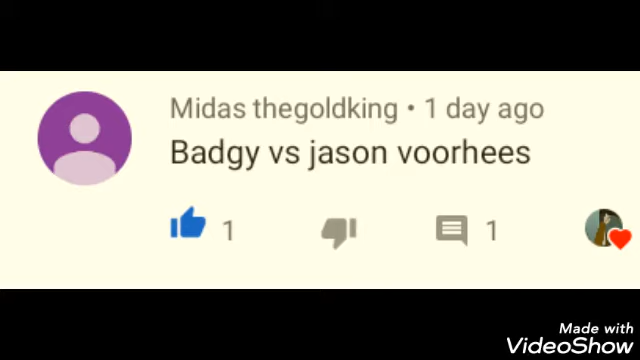 Midas thegoldking • 1 day ago
Badgy vs jason voorhees
1
1
Made with
VideoShow